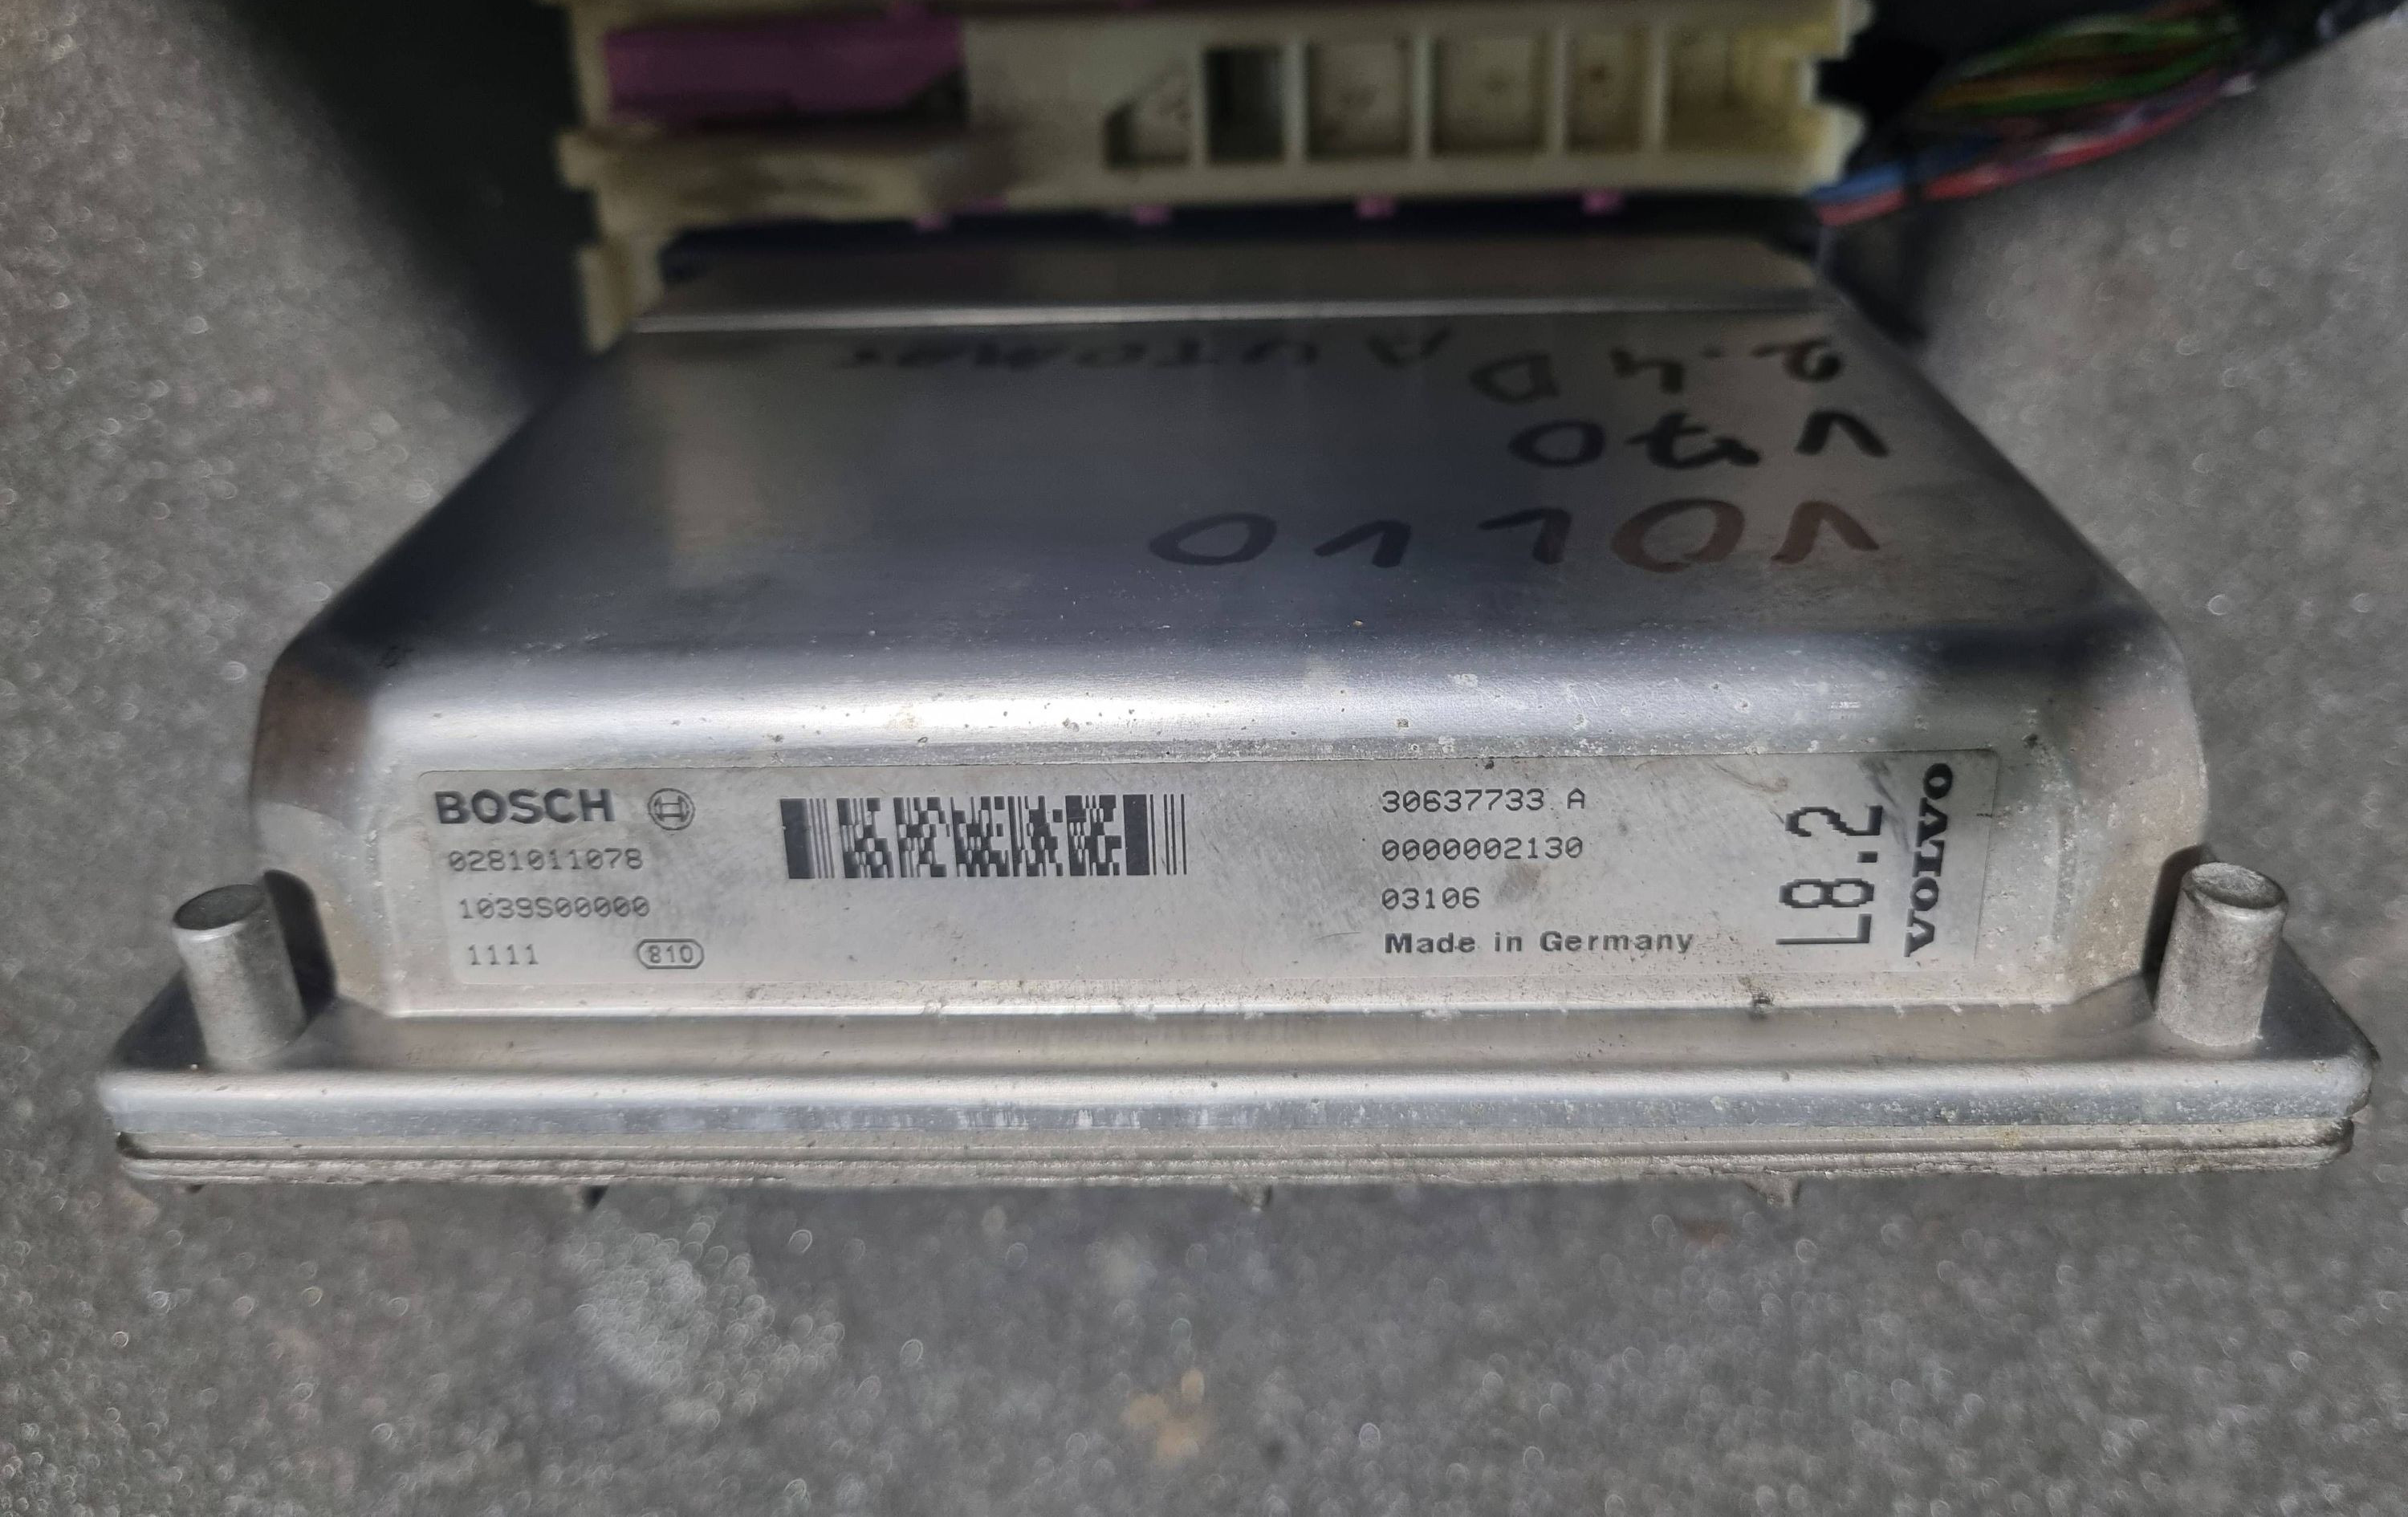 VOLVO
V70
2.4D AUTOMAT
BOSCH
0281011078
1039S00000
1111 810
30637733 A
0000002130
03106
Made in Germany
L8.2
VOLVO